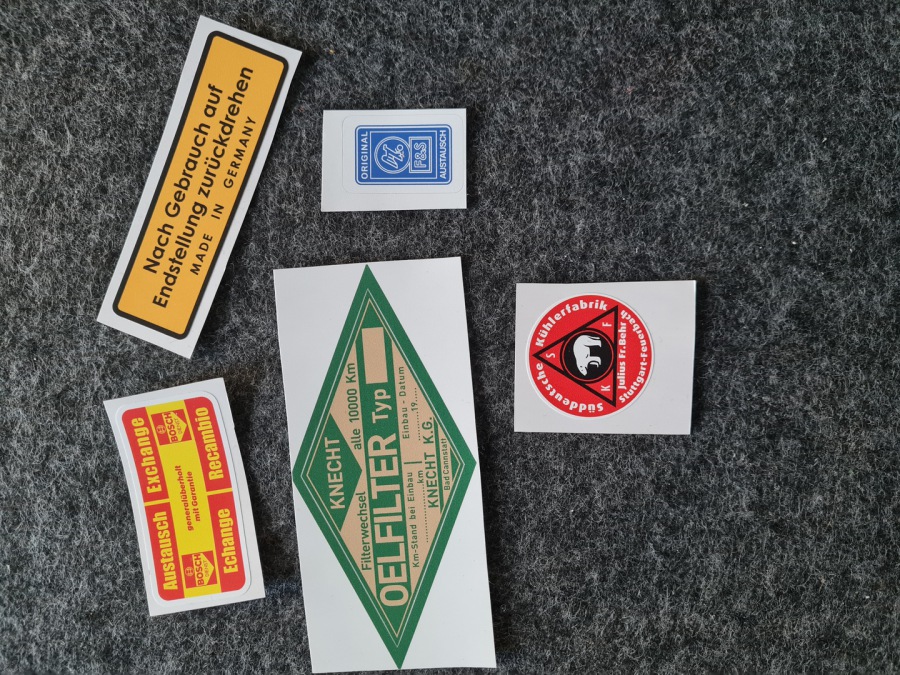 Nach Gebrauch auf
Endstellung zurückdrehen
MADE IN GERMANY
ORIGINAL
F&S
AUSTAUSCH
Süddeutsche Kühlerfabrik
S F
K
Julius Fr. Behr
Stuttgart-Feuerbach
KNECHT
Filterwechsel alle 10000 Km
OELFILTER Typ
Km-Stand bei Einbau Einbau - Datum
km 19
KNECHT K.G.
Bad Cannstatt
Austausch Exchange
BOSCH
generalüberholt
mit Garantie
BOSCH
Echange Recambio